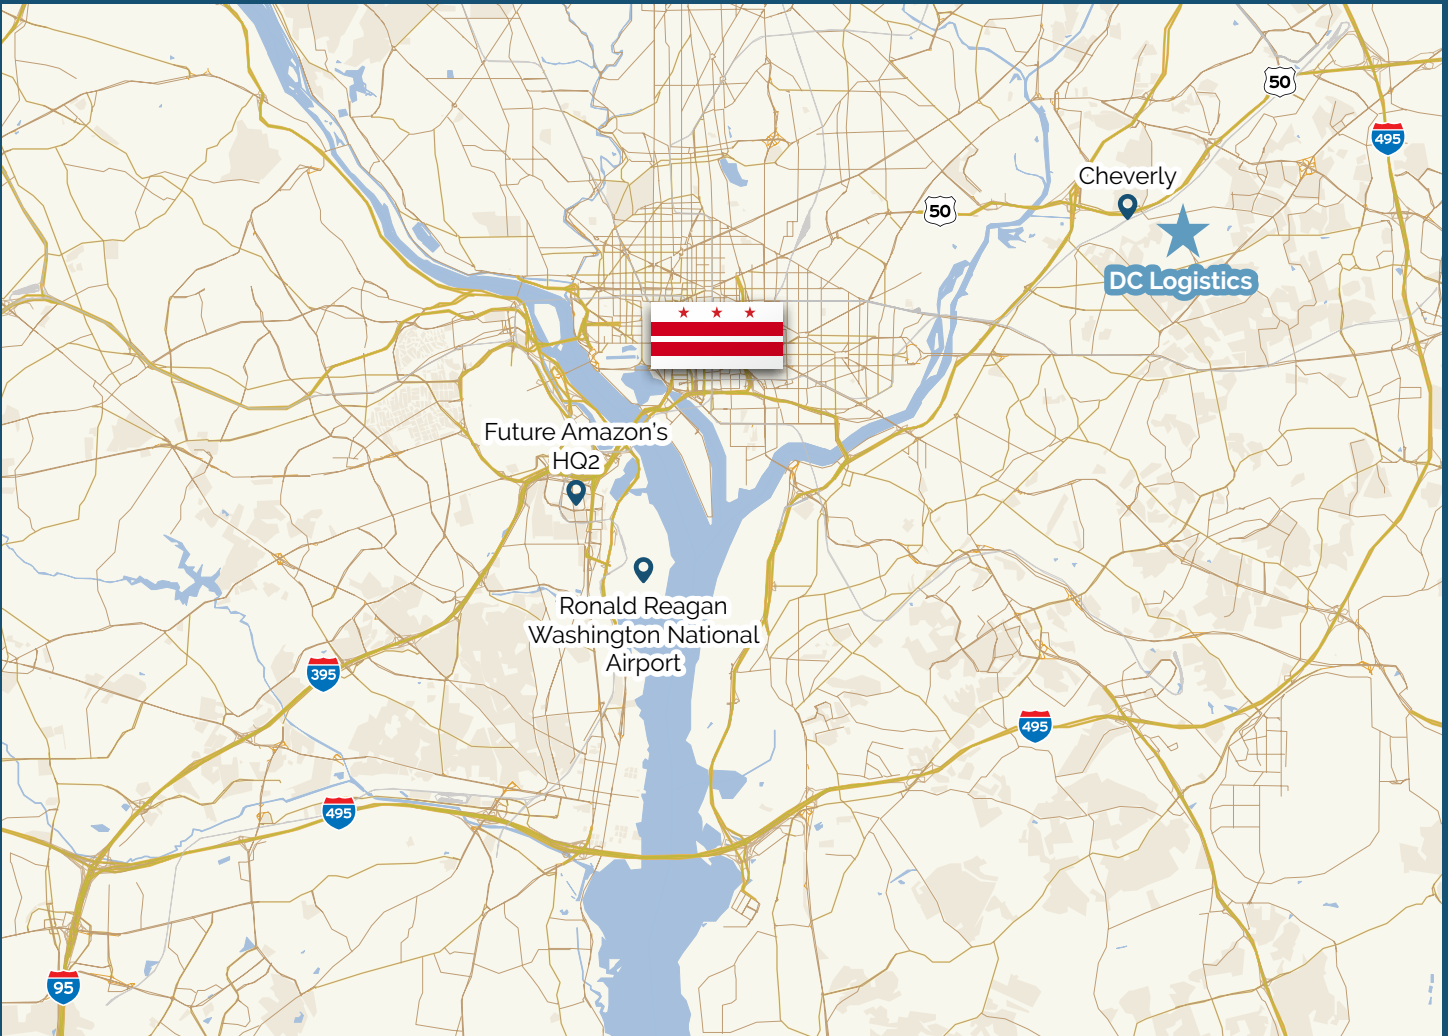 50
495
Cheverly
50
DC Logistics
Future Amazon's
HQ2
Ronald Reagan
Washington National
Airport
395
495
495
95